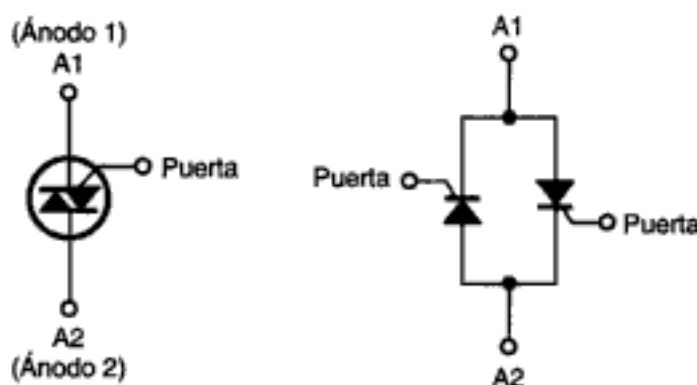 (Ánodo 1)
A1
Puerta
A2
(Ánodo 2)
A1
Puerta
Puerta
A2